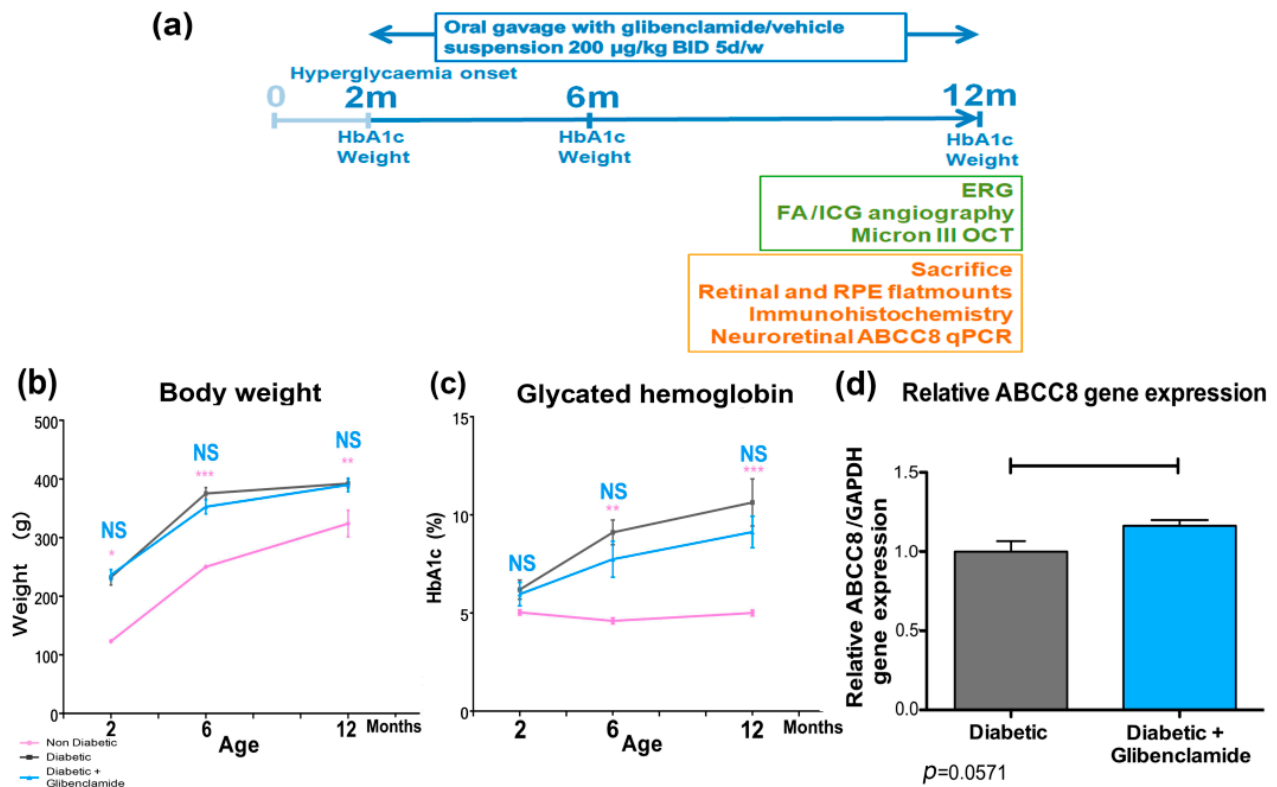 (a)
Oral gavage with glibenclamide/vehicle
suspension 200 µg/kg BID 5d/w
Hyperglycaemia onset
0 2m 6m 12m
HbA1c HbA1c HbA1c
Weight Weight Weight
ERG
FA/ICG angiography
Micron III OCT
Sacrifice
Retinal and RPE flatmounts
Immunohistochemistry
Neuroretinal ABCC8 qPCR
(b)
Body weight
Weight (g)
500
400
300
200
100
0
NS
*
NS
***
NS
**
2 6 12 Months
Age
Non Diabetic
Diabetic
Diabetic +
Glibenclamide
(c)
Glycated hemoglobin
HbA1c (%)
15
10
5
0
NS
NS
**
NS
***
2 6 12 Months
Age
(d)
Relative ABCC8 gene expression
Relative ABCC8/GAPDH
gene expression
1.5
1.0
0.5
0.0
Diabetic
Diabetic +
Glibenclamide
p=0.0571